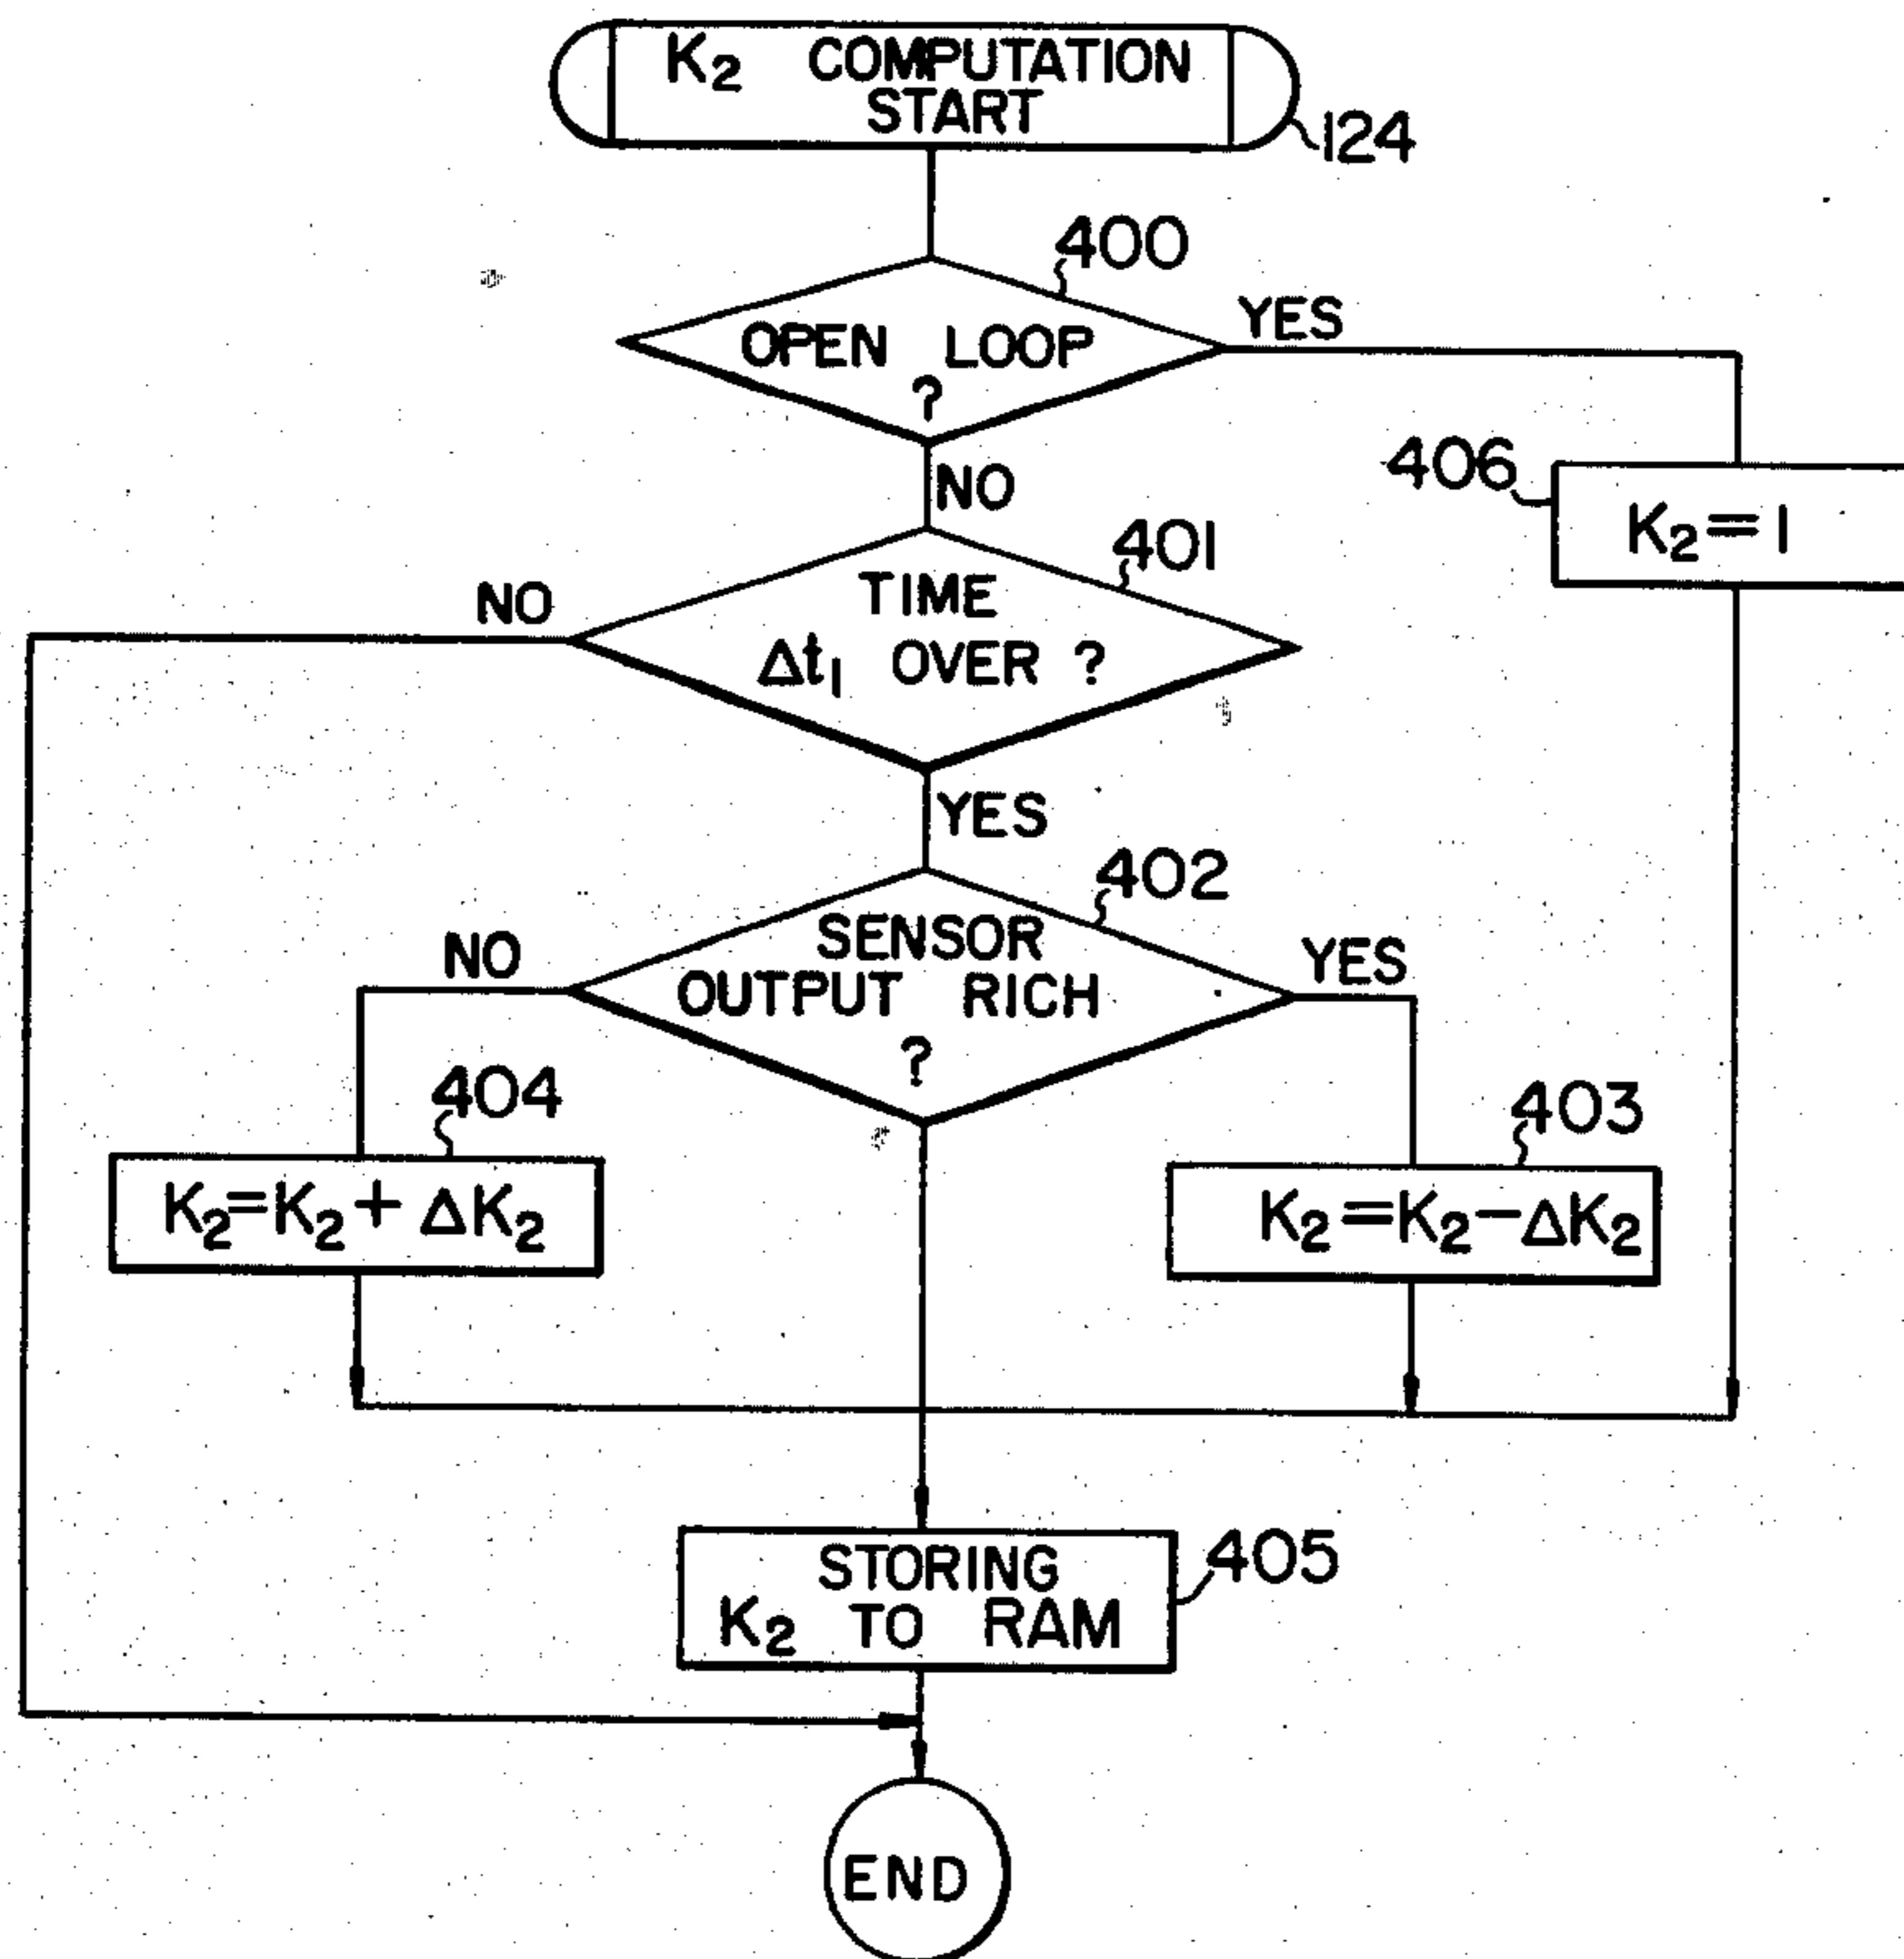 K₂ COMPUTATION
START
124
400
OPEN LOOP
?
YES
NO
406
K₂=1
401
TIME
Δt₁ OVER ?
NO
YES
402
SENSOR
OUTPUT RICH
?
NO
YES
404
K₂=K₂+ΔK₂
403
K₂=K₂-ΔK₂
STORING
K₂ TO RAM
405
END